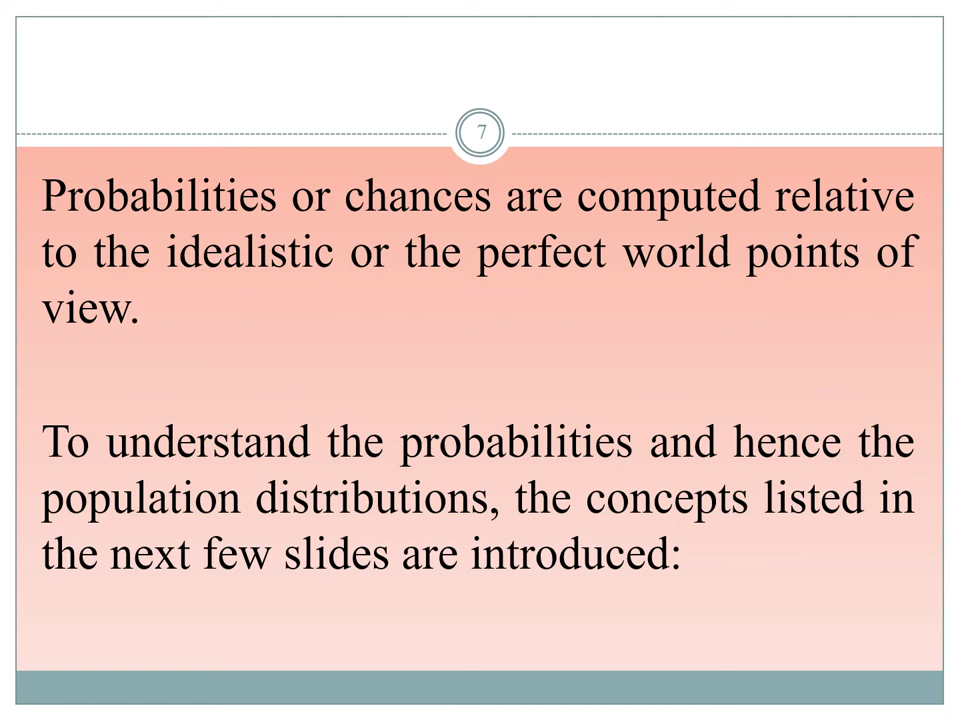 7
Probabilities or chances are computed relative
to the idealistic or the perfect world points of
view.
To understand the probabilities and hence the
population distributions, the concepts listed in
the next few slides are introduced: